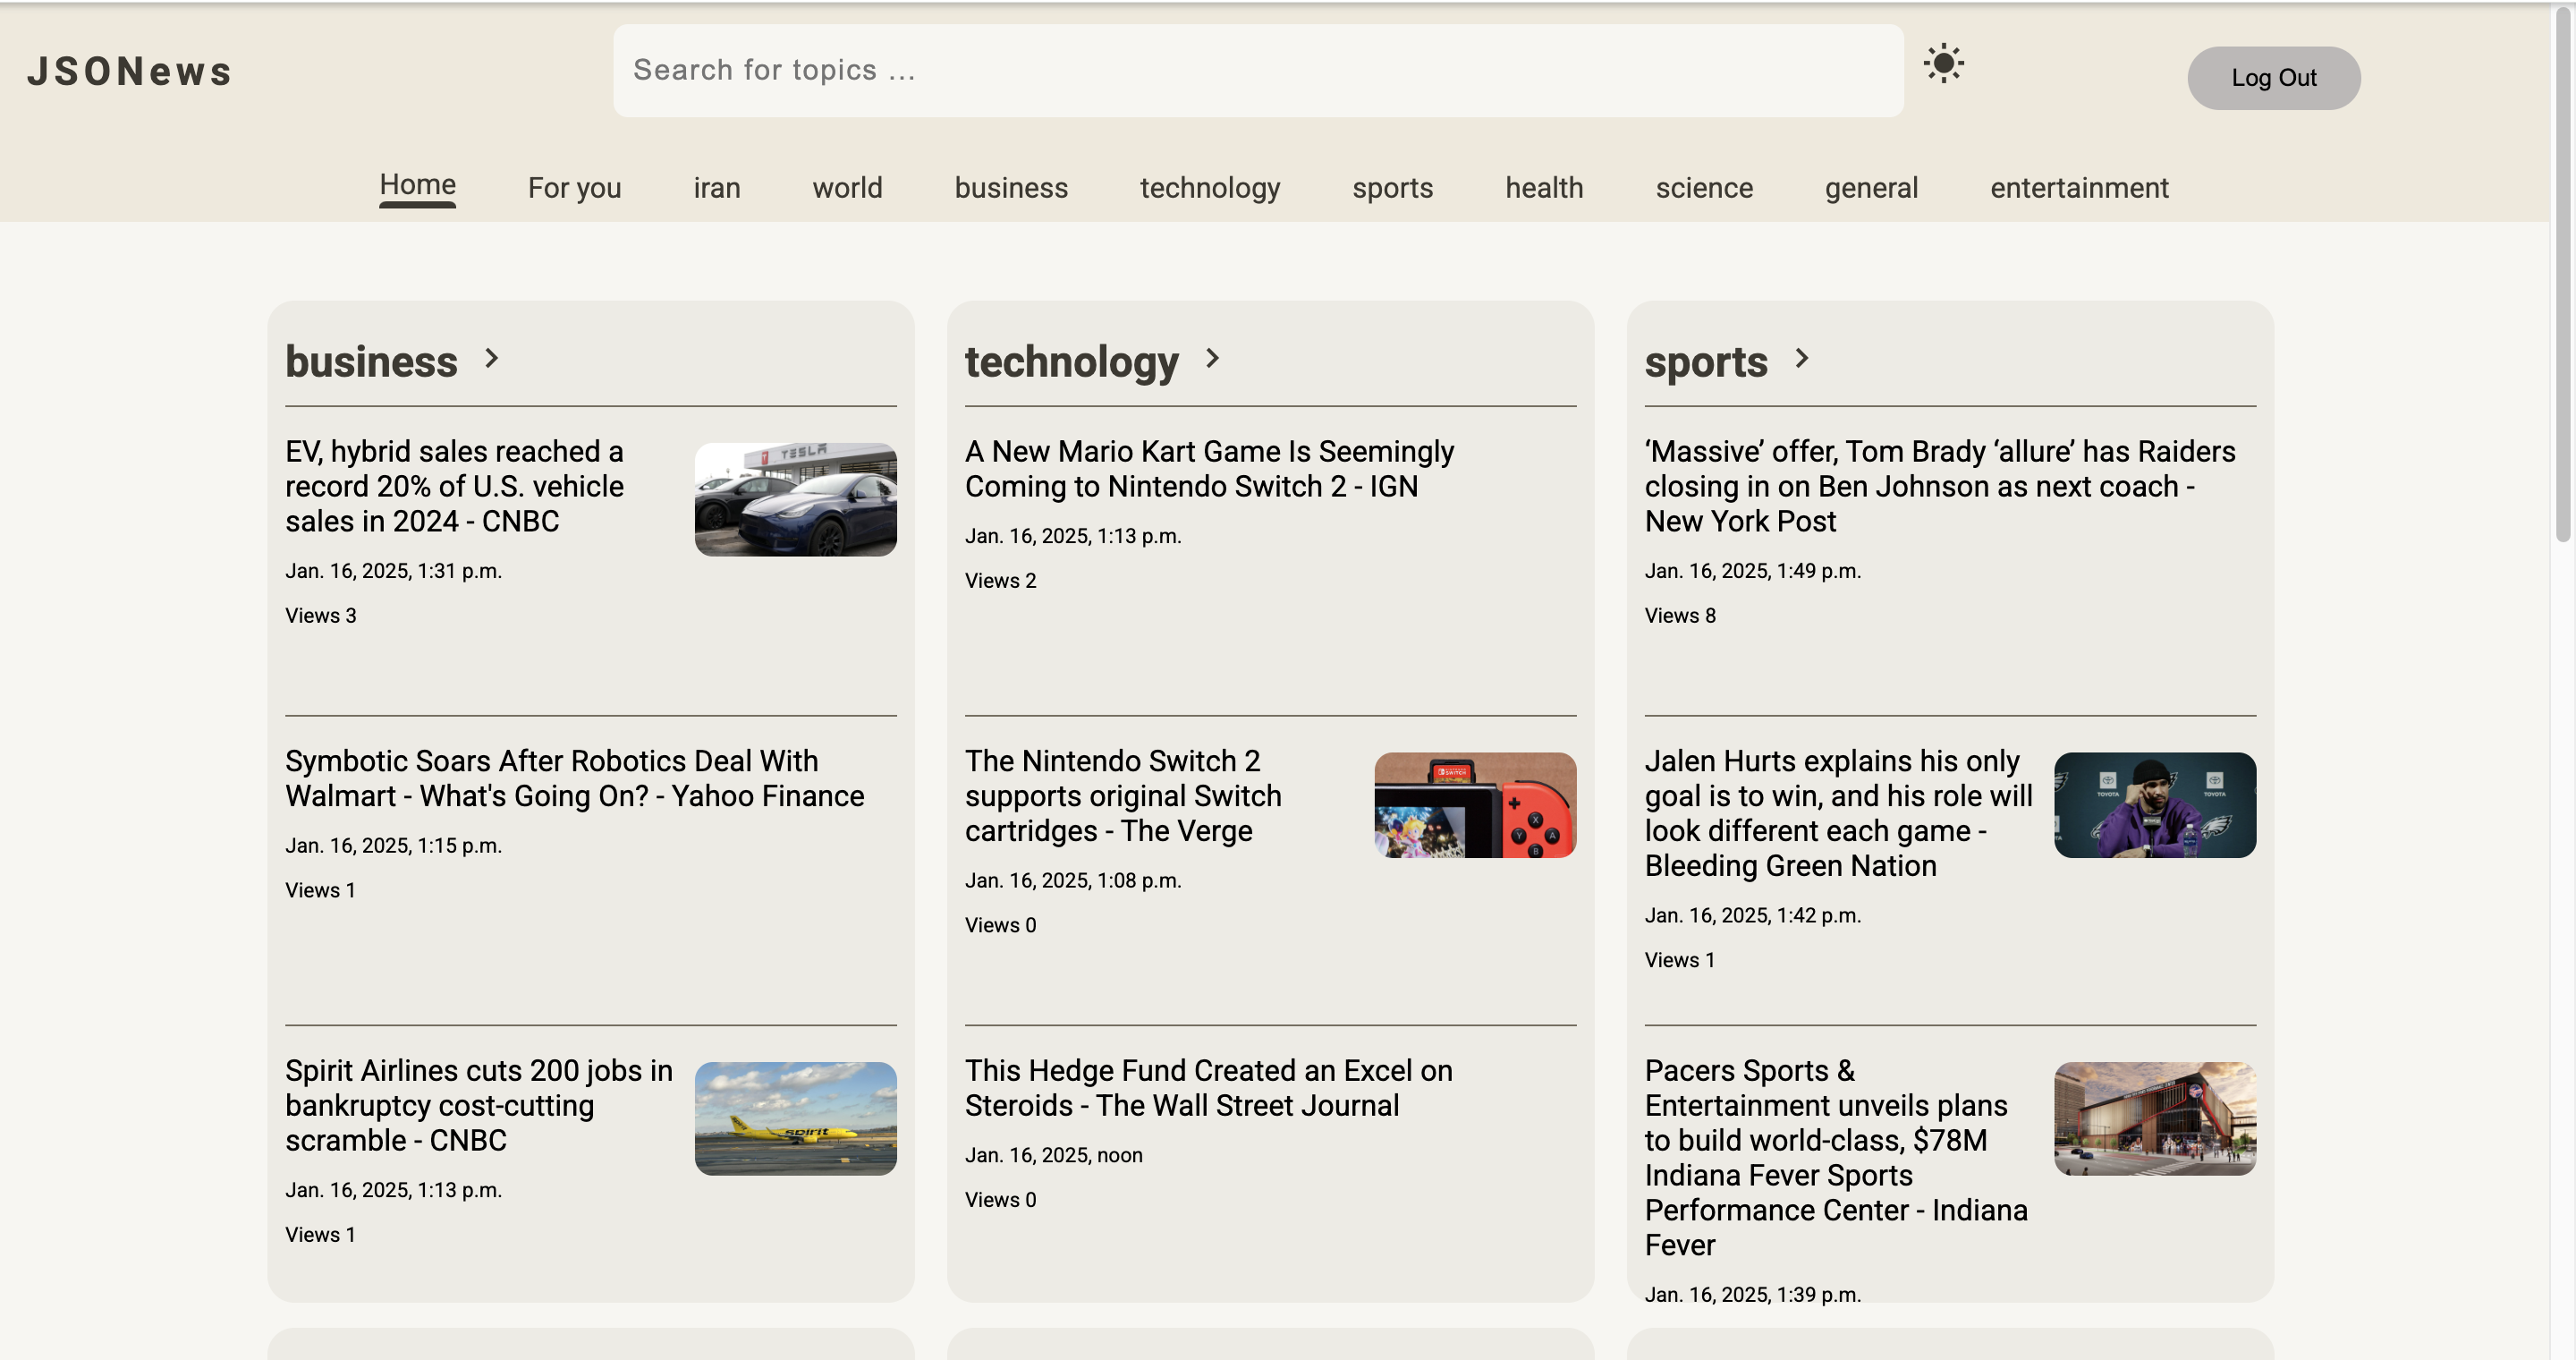 JSONews
Search for topics ...
Log Out
Home
For you
iran
world
business
technology
sports
health
science
general
entertainment
business
EV, hybrid sales reached a
record 20% of U.S. vehicle
sales in 2024 - CNBC
TESLA
Jan. 16, 2025, 1:31 p.m.
Views 3
Symbotic Soars After Robotics Deal With
Walmart - What's Going On? - Yahoo Finance
Jan. 16, 2025, 1:15 p.m.
Views 1
Spirit Airlines cuts 200 jobs in
bankruptcy cost-cutting
scramble - CNBC
spirit
Jan. 16, 2025, 1:13 p.m.
Views 1
technology
A New Mario Kart Game Is Seemingly
Coming to Nintendo Switch 2 - IGN
Jan. 16, 2025, 1:13 p.m.
Views 2
The Nintendo Switch 2
supports original Switch
cartridges - The Verge
SWITCH
X
Y
A
B
Jan. 16, 2025, 1:08 p.m.
Views 0
This Hedge Fund Created an Excel on
Steroids - The Wall Street Journal
Jan. 16, 2025, noon
Views 0
sports
‘Massive’ offer, Tom Brady ‘allure’ has Raiders
closing in on Ben Johnson as next coach -
New York Post
Jan. 16, 2025, 1:49 p.m.
Views 8
Jalen Hurts explains his only
goal is to win, and his role will
look different each game -
Bleeding Green Nation
TOYOTA
TOYOTA
Jan. 16, 2025, 1:42 p.m.
Views 1
Pacers Sports &
Entertainment unveils plans
to build world-class, $78M
Indiana Fever Sports
Performance Center - Indiana
Fever
Jan. 16, 2025, 1:39 p.m.